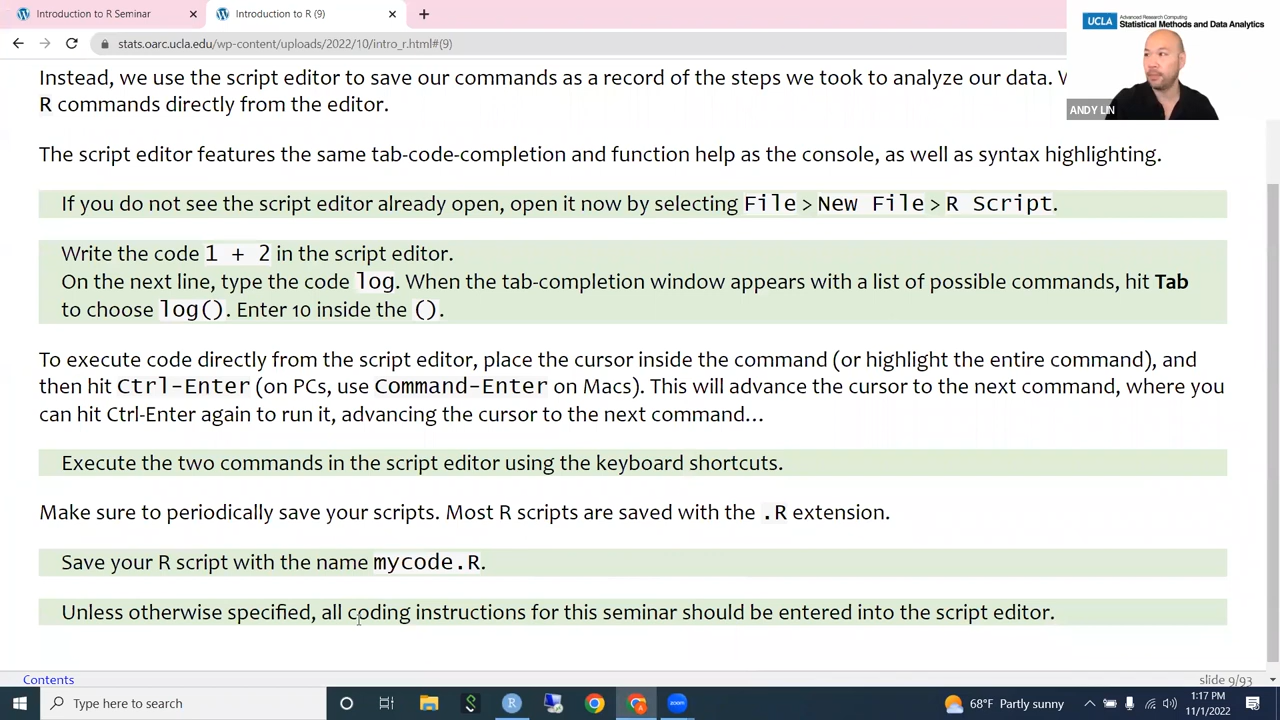 Introduction to R Seminar
Introduction to R (9)
stats.oarc.ucla.edu/wp-content/uploads/2022/10/intro_r.html#(9)
UCLA
Advanced Research Computing
Statistical Methods and Data Analytics
ANDY LIN
Instead, we use the script editor to save our commands as a record of the steps we took to analyze our data. W
R commands directly from the editor.
The script editor features the same tab-code-completion and function help as the console, as well as syntax highlighting.
If you do not see the script editor already open, open it now by selecting File > New File > R Script.
Write the code 1 + 2 in the script editor.
On the next line, type the code log. When the tab-completion window appears with a list of possible commands, hit Tab
to choose log(). Enter 10 inside the ().
To execute code directly from the script editor, place the cursor inside the command (or highlight the entire command), and
then hit Ctrl-Enter (on PCs, use Command-Enter on Macs). This will advance the cursor to the next command, where you
can hit Ctrl-Enter again to run it, advancing the cursor to the next command…
Execute the two commands in the script editor using the keyboard shortcuts.
Make sure to periodically save your scripts. Most R scripts are saved with the .R extension.
Save your R script with the name mycode.R.
Unless otherwise specified, all coding instructions for this seminar should be entered into the script editor.
Contents
slide 9/93
Type here to search
zoom
68°F Partly sunny
1:17 PM
11/1/2022